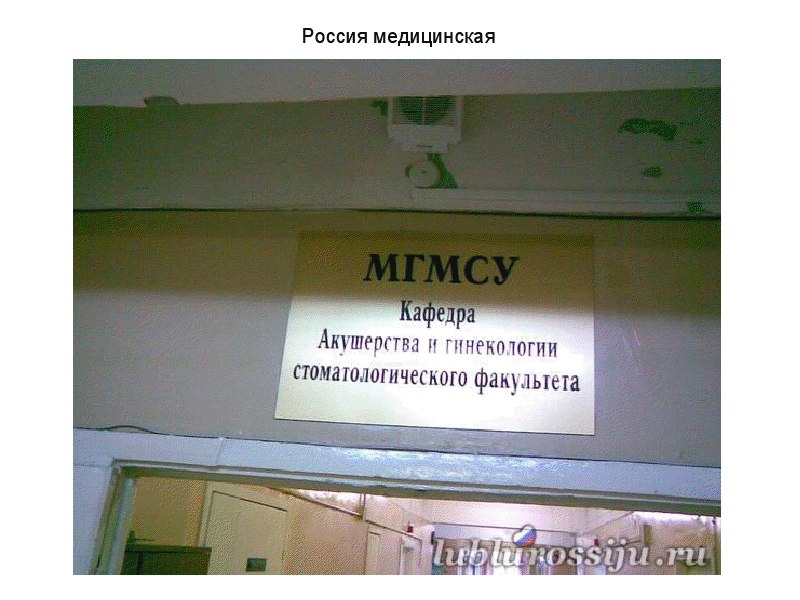 Россия медицинская
МГМСУ
Кафедра
Акушерства и гинекологии
стоматологического факультета
lublurossiju.ru